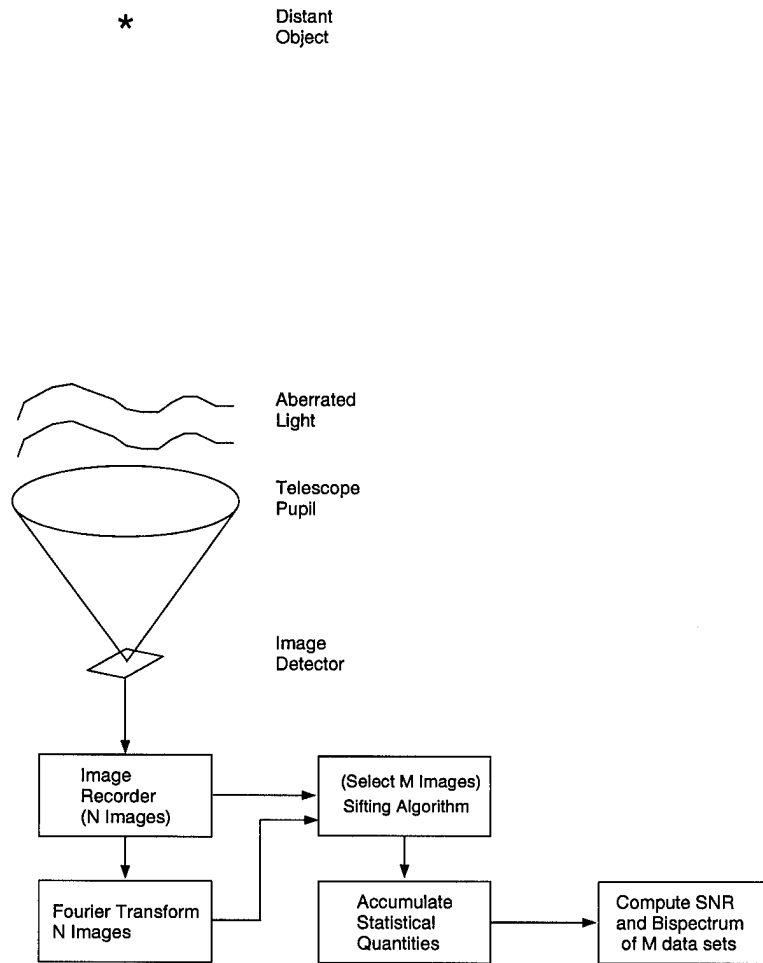 *
Distant
Object
Aberrated
Light
Telescope
Pupil
Image
Detector
Image
Recorder
(N Images)
(Select M Images)
Sifting Algorithm
Fourier Transform
N Images
Accumulate
Statistical
Quantities
Compute SNR
and Bispectrum
of M data sets